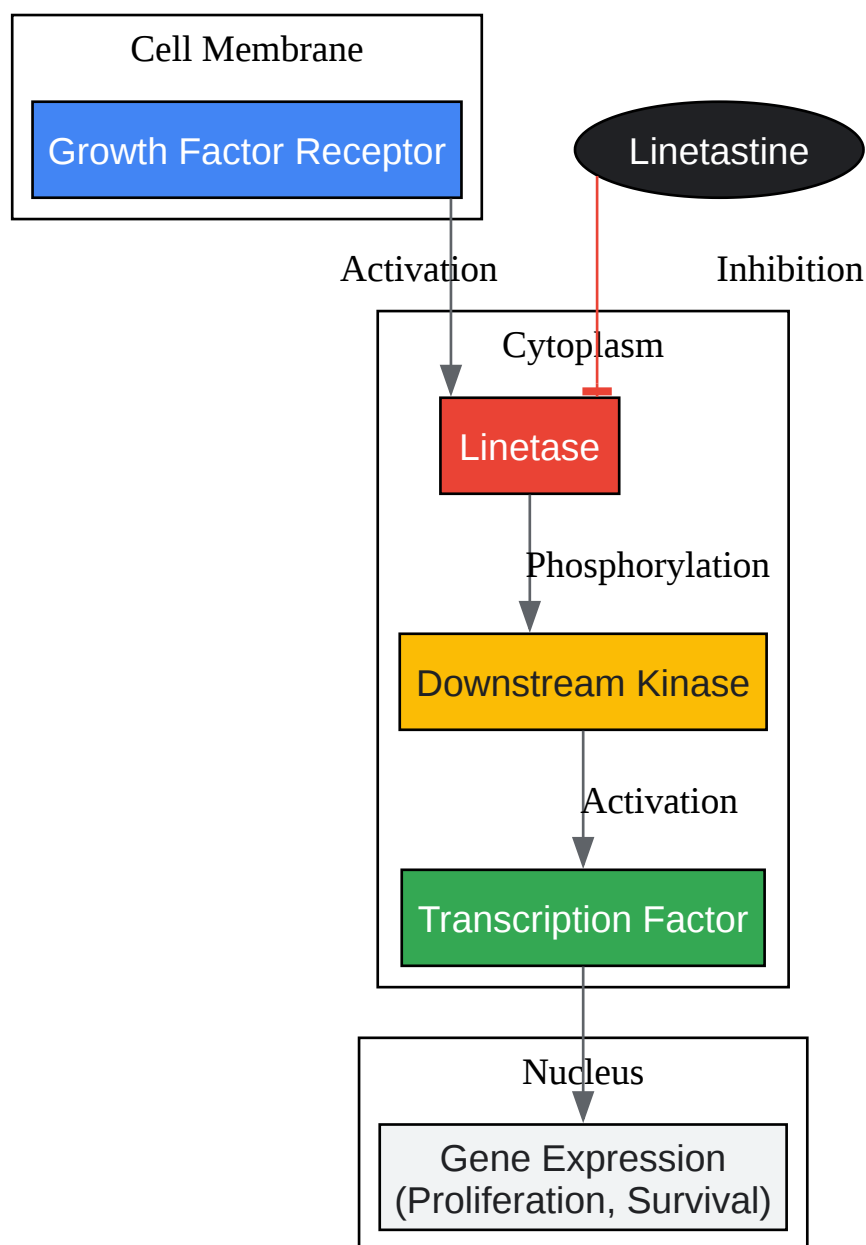 Cell Membrane
Growth Factor Receptor
Linetastine
Activation
Inhibition
Cytoplasm
Linetase
Phosphorylation
Downstream Kinase
Activation
Transcription Factor
Nucleus
Gene Expression
(Proliferation, Survival)